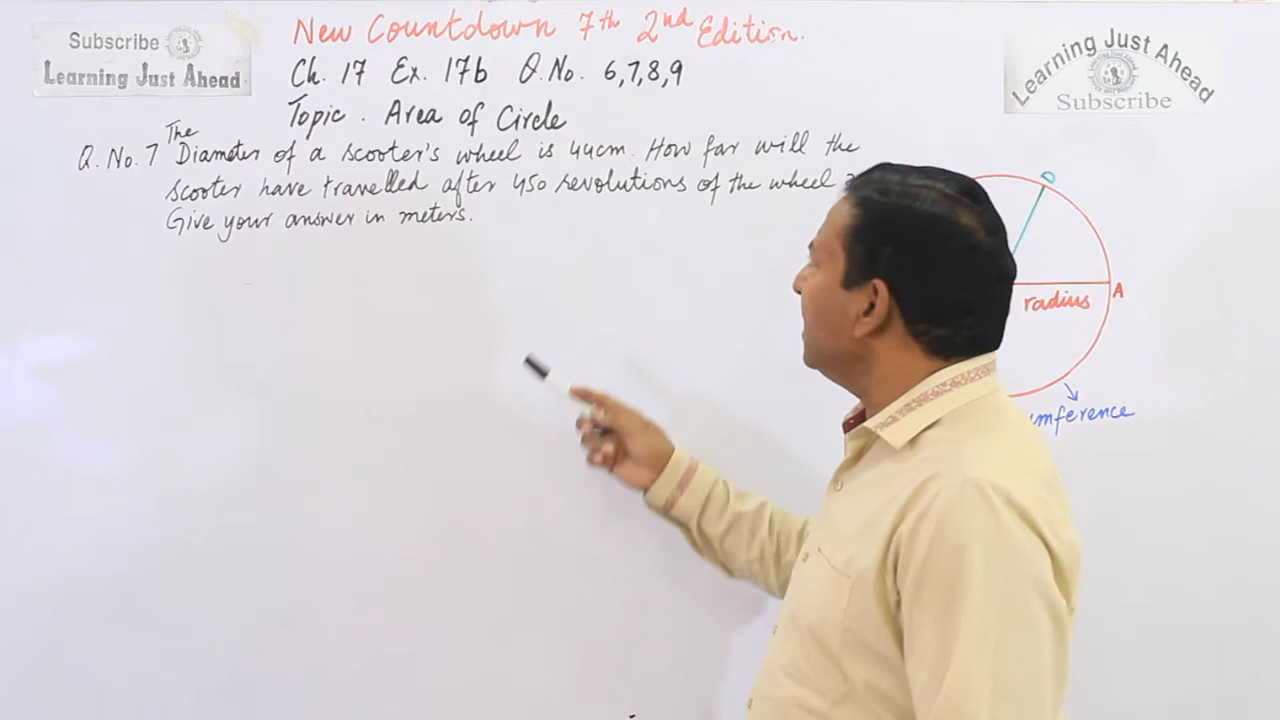 Subscribe
Learning Just Ahead
New Countdown 7th 2nd Edition.
Ch. 17 Ex. 17b Q.No. 6,7,8,9
Topic. Area of Circle
Learning Just Ahead
Subscribe
Q. No. 7 The Diameter of a scooter's wheel is 44cm. How far will the
scooter have travelled after 450 revolutions of the wheel
Give your answer in meters.
D
radius A
umference